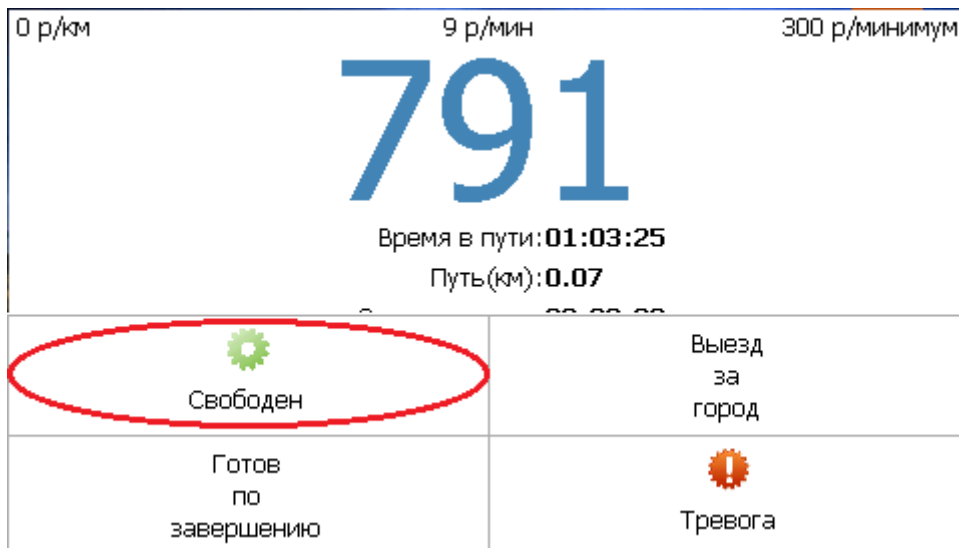 0 р/км 9 р/мин 300 р/минимум
791
Время в пути:01:03:25
Путь(км):0.07
Свободен
Выезд
за
город
Готов
по
завершению
Тревога